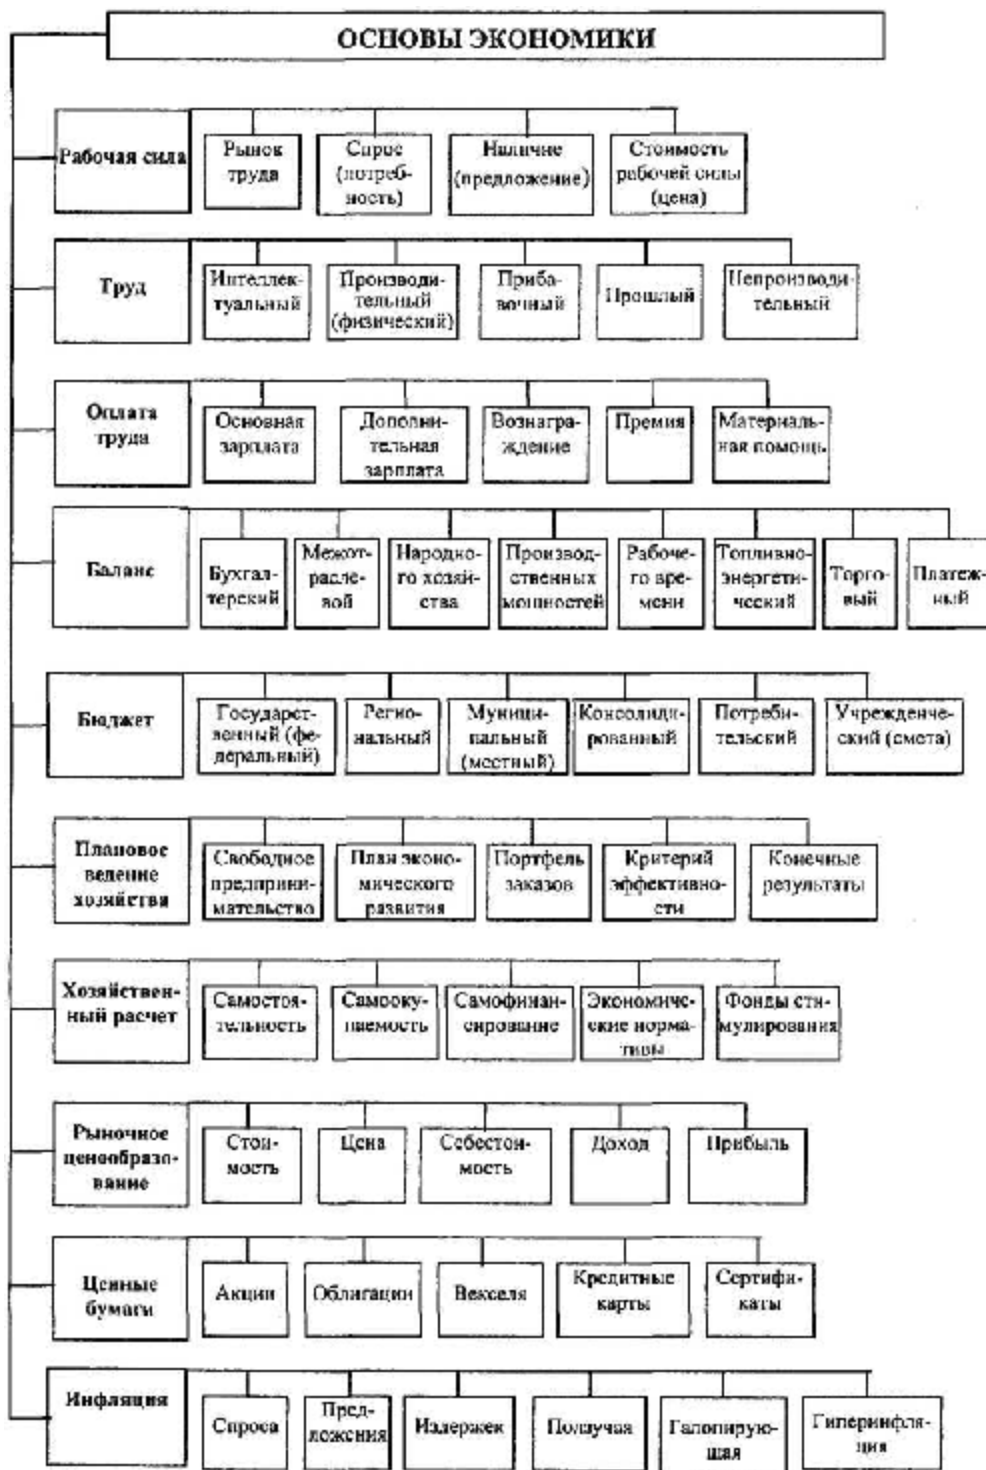 ОСНОВЫ ЭКОНОМИКИ
Рабочая сила
Рынок
труда
Спрос
(потреб-
ность)
Наличие
(предложение)
Стоимость
рабочей силы
(цена)
Труд
Интеллек-
туальный
Производи-
тельный
(физический)
Приба-
вочный
Прошлый
Непроизводи-
тельный
Оплата
труда
Основная
зарплата
Дополни-
тельная
зарплата
Вознагра-
ждение
Премия
Материаль-
ная помощь
Баланс
Бухгал-
терский
Межот-
расле-
вой
Народно-
го хозяй-
ства
Производ-
ственных
мощностей
Рабоче-
го вре-
мени
Топливно-
энергети-
ческий
Торго-
вый
Платеж-
ный
Бюджет
Государст-
венный (фе-
деральный)
Регио-
нальный
Муници-
пальный
(местный)
Консолиди-
рованный
Потреби-
тельский
Учрежденче-
ский (смета)
Плановое
ведение
хозяйства
Свободное
предприни-
мательство
План эконо-
мического
развития
Портфель
заказов
Критерий
эффективно-
сти
Конечные
результаты
Хозяйствен-
ный расчет
Самостоя-
тельность
Самооку-
паемость
Самофинан-
сирование
Экономиче-
ские норма-
тивы
Фонды сти-
мулирования
Рыночное
ценообразо-
вание
Стои-
мость
Цена
Себестои-
мость
Доход
Прибыль
Ценные
бумаги
Акции
Облигации
Векселя
Кредитные
карты
Сертифи-
каты
Инфляция
Спроса
Пред-
ложения
Издержек
Ползучая
Галопирую-
щая
Гиперинфля-
ция